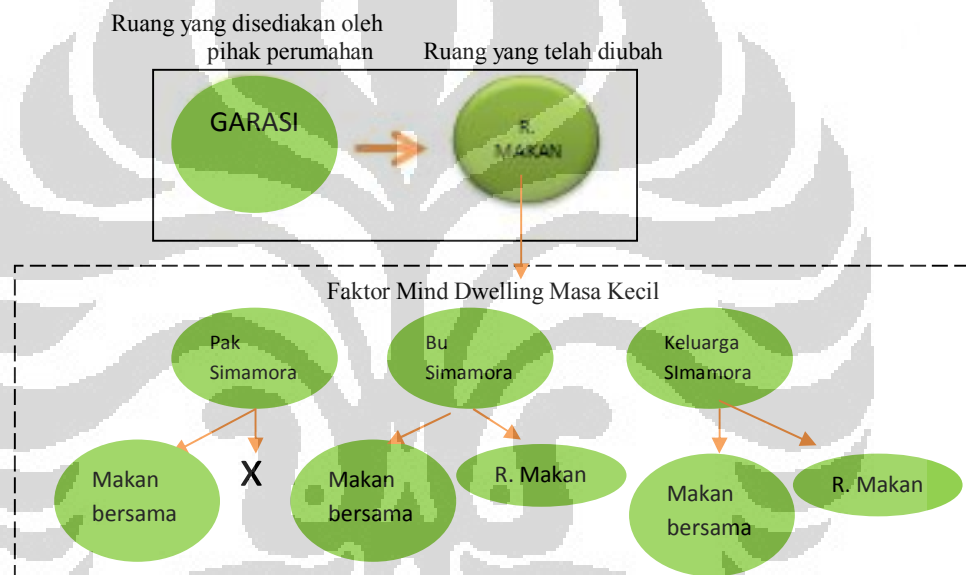 Ruang yang disediakan oleh
pihak perumahan
Ruang yang telah diubah
GARASI
R.
MAKAN
Faktor Mind Dwelling Masa Kecil
Pak
Simamora
Bu
Simamora
Keluarga
SImamora
Makan
bersama
X
Makan
bersama
R. Makan
Makan
bersama
R. Makan